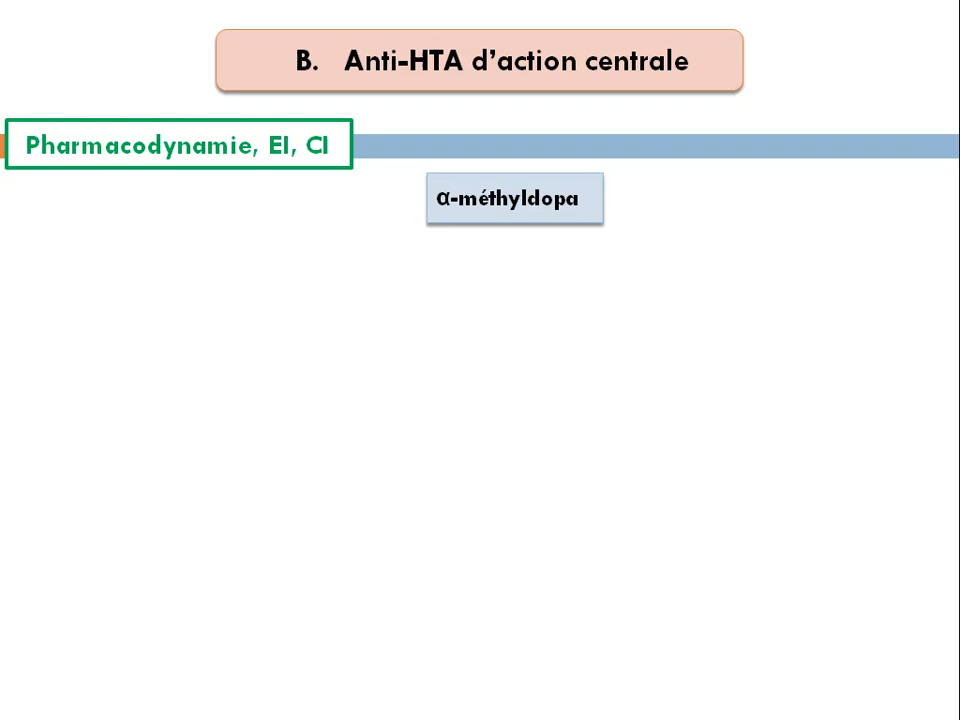 B. Anti-HTA d’action centrale
Pharmacodynamie, EI, CI
α-méthyldopa